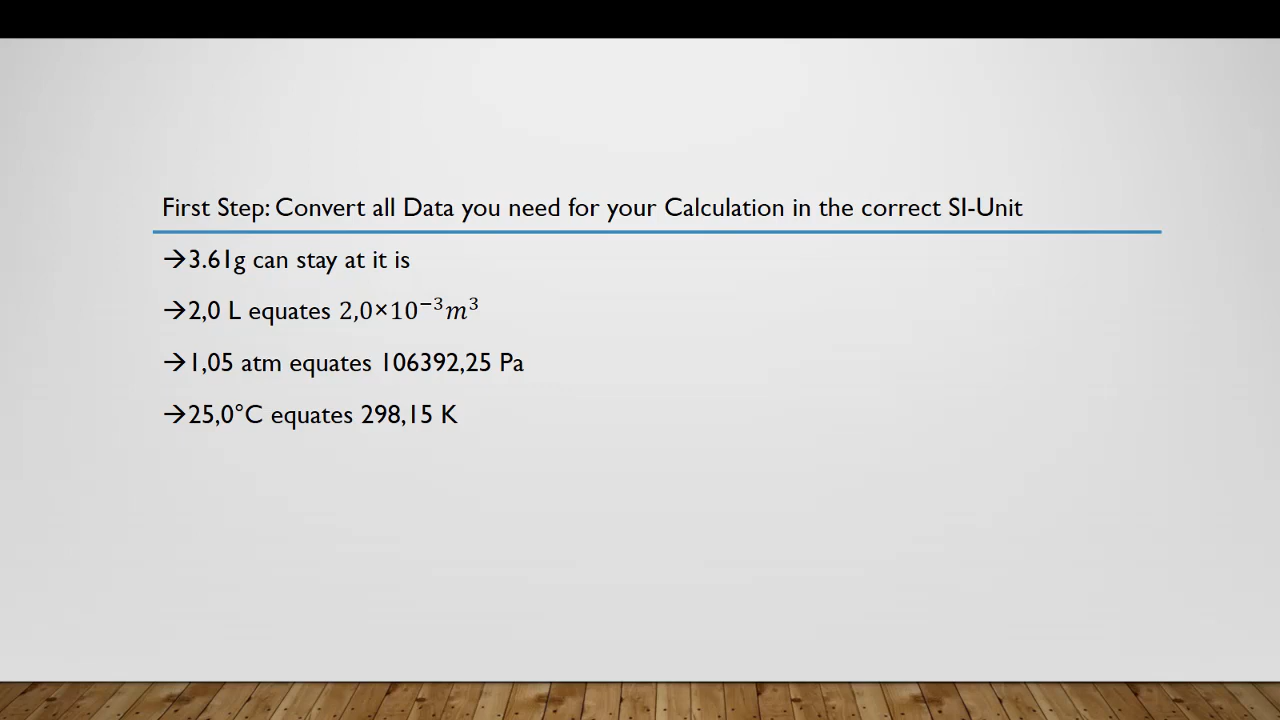 First Step: Convert all Data you need for your Calculation in the correct SI-Unit
→3.61g can stay at it is
→2,0 L equates 2,0×10⁻³m³
→1,05 atm equates 106392,25 Pa
→25,0°C equates 298,15 K